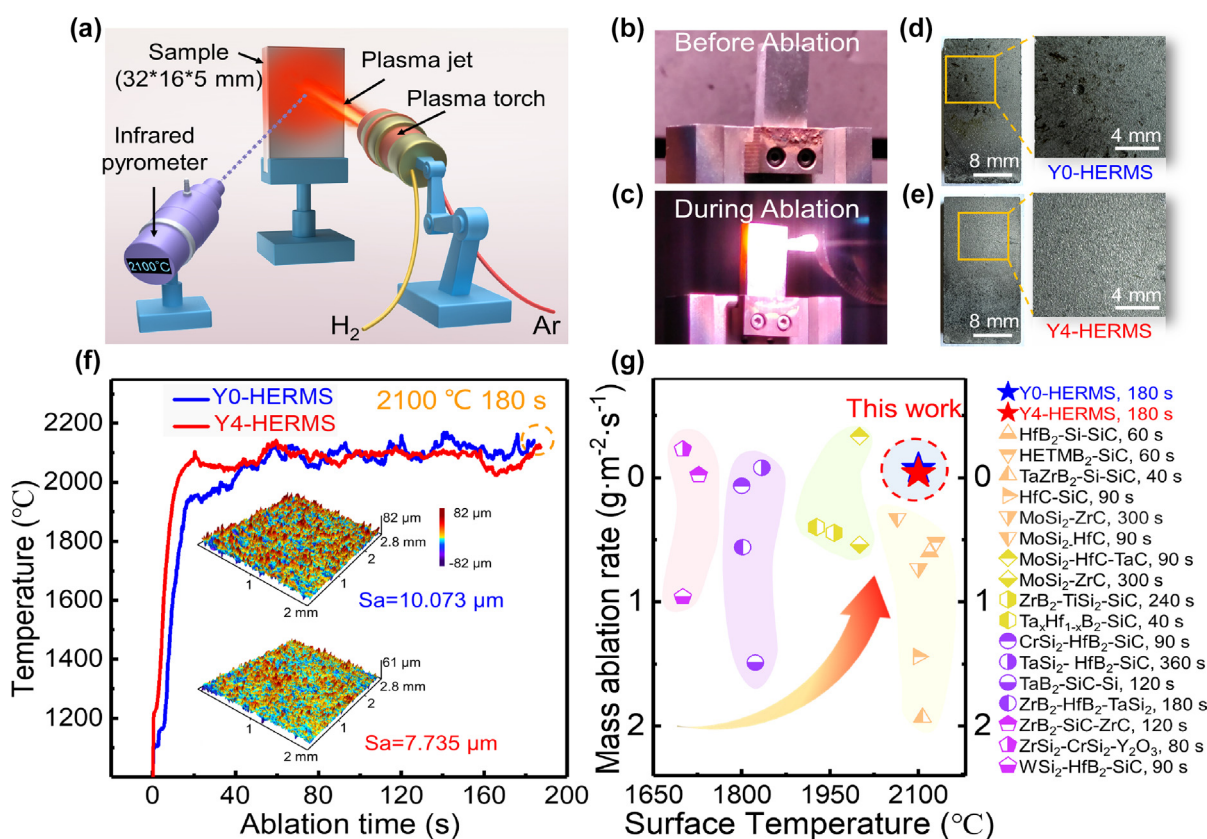 (a)
Sample
(32*16*5 mm)
Plasma jet
Plasma torch
Infrared
pyrometer
2100℃
H₂
Ar
(b)
Before Ablation
(c)
During Ablation
(d)
8 mm
4 mm
Y0-HERMS
(e)
8 mm
4 mm
Y4-HERMS
(f)
Y0-HERMS
Y4-HERMS
2100 ℃ 180 s
82 μm
2.8 mm
1
1
2 mm
82 μm
-82 μm
Sa=10.073 μm
61 μm
2.8 mm
1
1
2 mm
Sa=7.735 μm
Temperature (℃)
2200
2100
2000
1800
1600
1400
1200
0
40
80
120
160
200
Ablation time (s)
(g)
This work
Mass ablation rate (g·m⁻²·s⁻¹)
0
1
2
0
1
2
1650
1800
1950
2100
Surface Temperature (℃)
Y0-HERMS, 180 s
Y4-HERMS, 180 s
HfB₂-Si-SiC, 60 s
HETMB₂-SiC, 60 s
TaZrB₂-Si-SiC, 40 s
HfC-SiC, 90 s
MoSi₂-ZrC, 300 s
MoSi₂.HfC, 90 s
MoSi₂-HfC-TaC, 90 s
MoSi₂-ZrC, 300 s
ZrB₂-TiSi₂-SiC, 240 s
TaₓHf₁₋ₓB₂-SiC, 40 s
CrSi₂-HfB₂-SiC, 90 s
TaSi₂- HfB₂-SiC, 360 s
TaB₂-SiC-Si, 120 s
ZrB₂-HfB₂-TaSi₂, 180 s
ZrB₂-SiC-ZrC, 120 s
ZrSi₂-CrSi₂-Y₂O₃, 80 s
WSi₂-HfB₂-SiC, 90 s